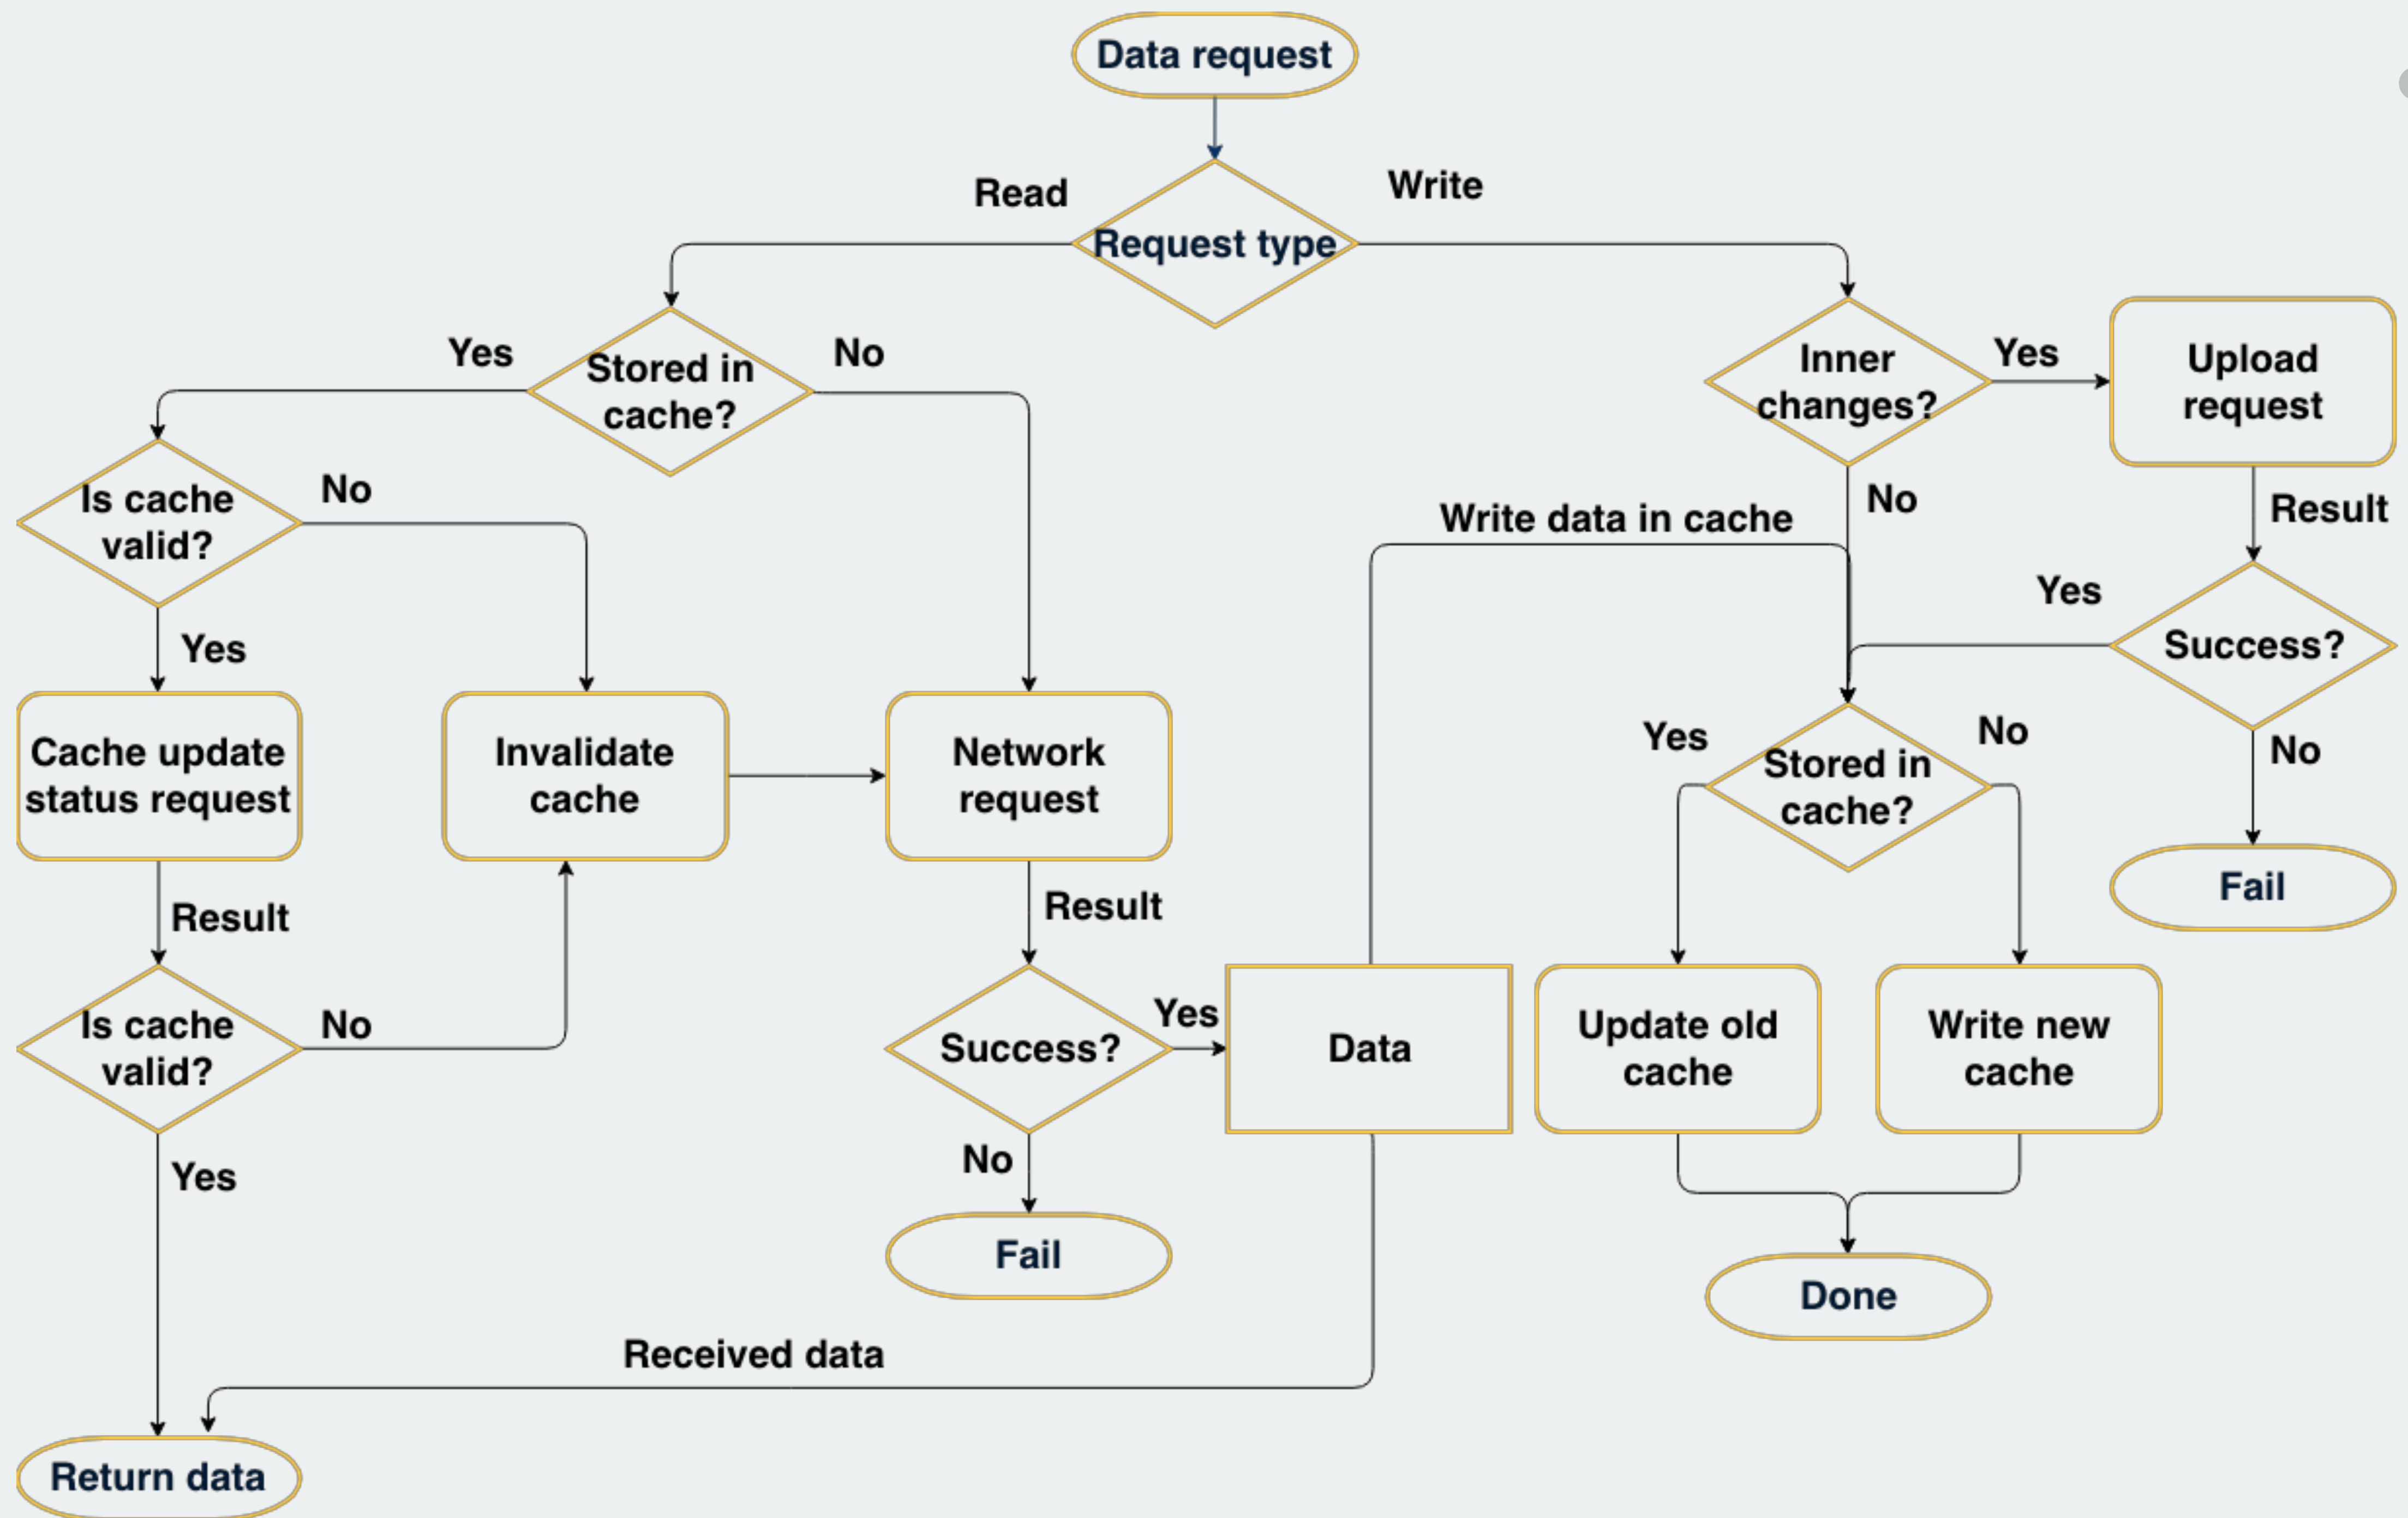 Data request
Read
Write
Request type
Yes
Stored in
cache?
No
Inner
changes?
Yes
Upload
request
Is cache
valid?
No
No
Result
Write data in cache
Yes
Success?
Yes
Cache update
status request
Invalidate
cache
Network
request
Yes
Stored in
cache?
No
No
Fail
Result
Result
Is cache
valid?
No
Success?
Yes
Data
Update old
cache
Write new
cache
Yes
No
Fail
Done
Received data
Return data